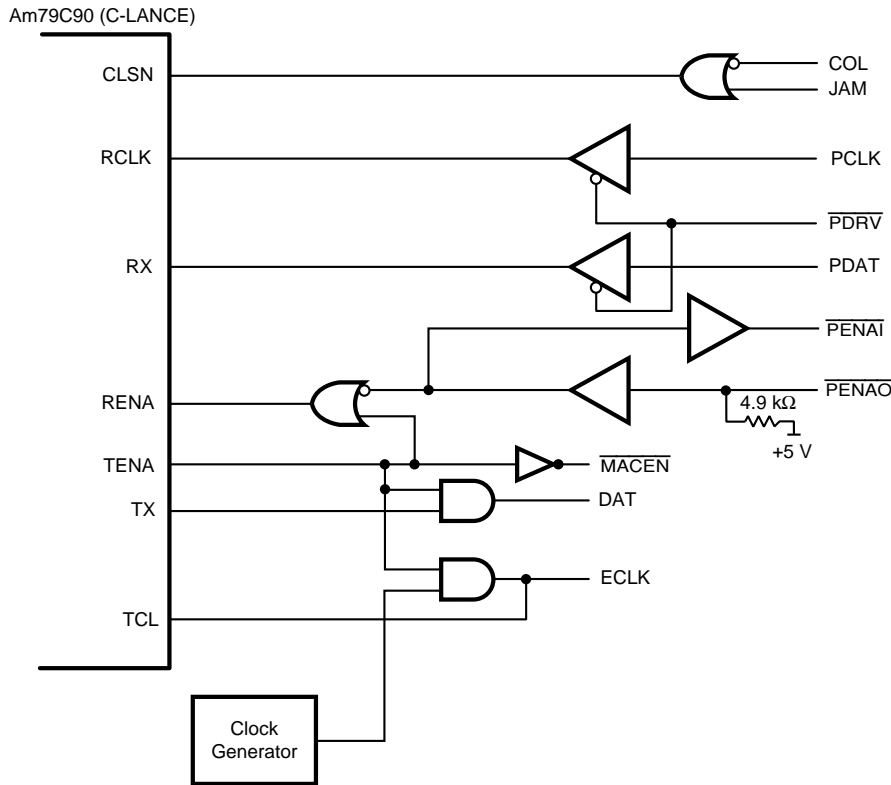 Am79C90 (C-LANCE)
CLSN
COL
JAM
RCLK
PCLK
PDRV
RX
PDAT
PENAI
RENA
PENAO
4.9 kΩ
+5 V
TENA
MACEN
TX
DAT
ECLK
TCL
Clock
Generator